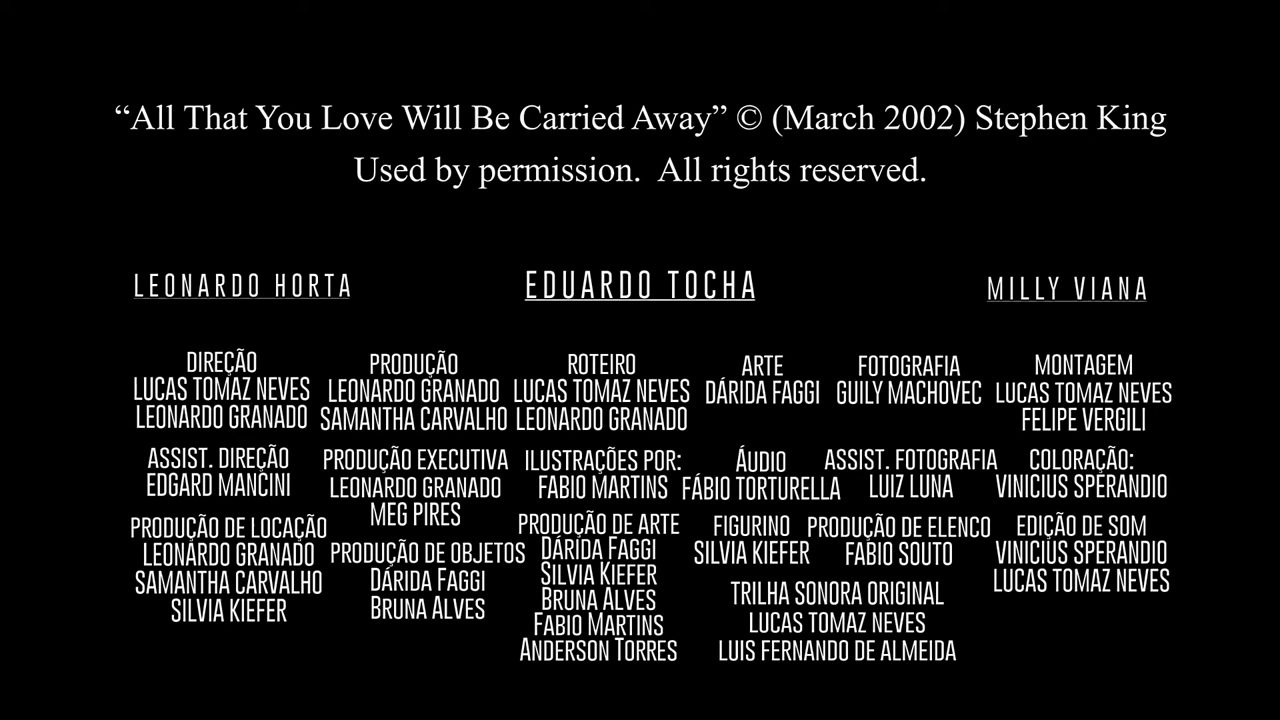 “All That You Love Will Be Carried Away” © (March 2002) Stephen King
Used by permission.  All rights reserved.
LEONARDO HORTA
EDUARDO TOCHA
MILLY VIANA
DIREÇÃO
LUCAS TOMAZ NEVES
LEONARDO GRANADO
PRODUÇÃO
LEONARDO GRANADO
SAMANTHA CARVALHO
ROTEIRO
LUCAS TOMAZ NEVES
LEONARDO GRANADO
ARTE
DÁRIDA FAGGI
FOTOGRAFIA
GUILY MACHOVEC
MONTAGEM
LUCAS TOMAZ NEVES
FELIPE VERGILI
ASSIST. DIREÇÃO
EDGARD MANCINI
PRODUÇÃO EXECUTIVA
LEONARDO GRANADO
MEG PIRES
ILUSTRAÇÕES POR:
FABIO MARTINS
ÁUDIO
FÁBIO TORTURELLA
ASSIST. FOTOGRAFIA
LUIZ LUNA
COLORAÇÃO:
VINICIUS SPERANDIO
PRODUÇÃO DE LOCAÇÃO
LEONARDO GRANADO
SAMANTHA CARVALHO
SILVIA KIEFER
PRODUÇÃO DE OBJETOS
DÁRIDA FAGGI
BRUNA ALVES
PRODUÇÃO DE ARTE
DÁRIDA FAGGI
SILVIA KIEFER
BRUNA ALVES
FABIO MARTINS
ANDERSON TORRES
FIGURINO
SILVIA KIEFER
PRODUÇÃO DE ELENCO
FABIO SOUTO
EDIÇÃO DE SOM
VINICIUS SPERANDIO
LUCAS TOMAZ NEVES
TRILHA SONORA ORIGINAL
LUCAS TOMAZ NEVES
LUIS FERNANDO DE ALMEIDA